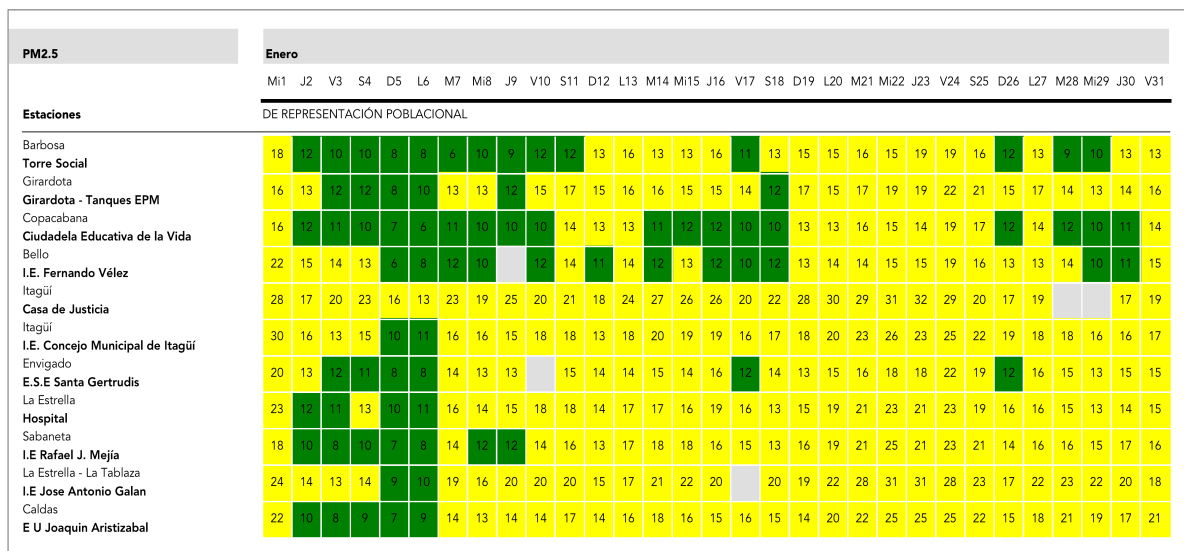 PM2.5 Enero
Mi1 J2 V3 S4 D5 L6 M7 Mi8 J9 V10 S11 D12 L13 M14 Mi15 J16 V17 S18 D19 L20 M21 Mi22 J23 V24 S25 D26 L27 M28 Mi29 J30 V31
Estaciones DE REPRESENTACIÓN POBLACIONAL
Barbosa
Torre Social
18 12 10 10 8 8 6 10 9 12 12 13 16 13 13 16 11 13 15 15 16 15 19 19 16 12 13 9 10 13 13
Girardota
Girardota - Tanques EPM
16 13 12 12 8 10 13 13 12 15 17 15 14 16 16 15 15 14 12 17 15 17 19 19 22 21 15 17 14 13 14 16
Copacabana
Ciudadela Educativa de la Vida
16 12 11 10 7 6 11 10 10 10 14 13 13 11 12 12 10 10 13 13 16 15 14 19 17 12 14 12 10 11 14
Bello
I.E. Fernando Vélez
22 15 14 13 6 8 12 10 12 14 11 14 12 13 12 10 12 13 14 14 15 15 19 16 13 13 14 10 11 15
Itagüí
Casa de Justicia
28 17 20 23 16 13 23 19 25 20 21 18 24 27 26 26 20 22 28 30 29 31 32 29 20 17 19 17 19
Itagüí
I.E. Concejo Municipal de Itagüí
30 16 13 15 10 11 16 16 15 18 18 13 18 20 19 19 16 17 18 20 23 26 23 25 22 19 18 18 16 16 17
Envigado
E.S.E Santa Gertrudis
20 13 12 11 8 8 14 13 13 15 14 14 15 14 16 12 14 13 15 16 18 18 22 19 12 16 15 13 15 15
La Estrella
Hospital
23 12 11 13 10 11 16 14 15 18 18 14 17 17 16 19 16 13 15 19 21 23 21 23 19 16 16 15 13 14 15
Sabaneta
I.E Rafael J. Mejía
18 10 8 10 7 8 14 12 12 14 16 13 17 18 18 16 15 13 16 19 21 25 21 23 21 14 16 16 15 17 16
La Estrella - La Tablaza
I.E Jose Antonio Galan
24 14 13 14 9 10 19 16 20 20 20 15 17 21 22 20 20 19 22 28 31 31 28 23 17 22 23 22 20 18
Caldas
E U Joaquin Aristizabal
22 10 8 9 7 9 14 13 14 14 17 14 16 18 16 15 16 15 14 20 22 25 25 25 22 15 18 21 19 17 21